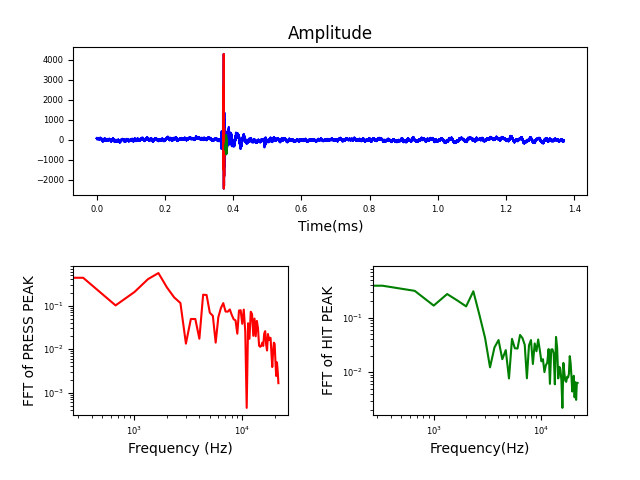 Amplitude
4000
3000
2000
1000
0
−1000
−2000
0.0 0.2 0.4 0.6 0.8 1.0 1.2 1.4
Time(ms)
FFT of PRESS PEAK
10⁻¹
10⁻²
10⁻³
10³ 10⁴
Frequency (Hz)
FFT of HIT PEAK
10⁻¹
10⁻²
10³ 10⁴
Frequency(Hz)